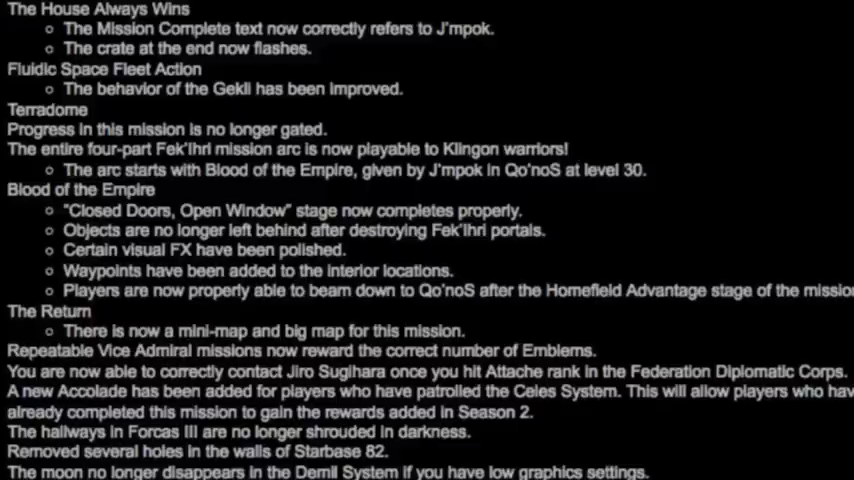 The House Always Wins
The Mission Complete text now correctly refers to J'mpok.
The crate at the end now flashes.
Fluidic Space Fleet Action
The behavior of the Gekli has been improved.
Terradome
Progress in this mission is no longer gated.
The entire four-part Fek'Ihri mission arc is now playable to Klingon warriors!
The arc starts with Blood of the Empire, given by J'mpok in Qo'noS at level 30.
Blood of the Empire
"Closed Doors, Open Window" stage now completes properly.
Objects are no longer left behind after destroying Fek'Ihri portals.
Certain visual FX have been polished.
Waypoints have been added to the interior locations.
Players are now properly able to beam down to Qo'noS after the Homefield Advantage stage of the missio
The Return
There is now a mini-map and big map for this mission.
Repeatable Vice Admiral missions now reward the correct number of Emblems.
You are now able to correctly contact Jiro Sugihara once you hit Attache rank in the Federation Diplomatic Corps.
A new Accolade has been added for players who have patrolled the Celes System. This will allow players who hav
already completed this mission to gain the rewards added in Season 2.
The hallways in Forcas III are no longer shrouded in darkness.
Removed several holes in the walls of Starbase 82.
The moon no longer disappears in the Demil System if you have low graphics settings.